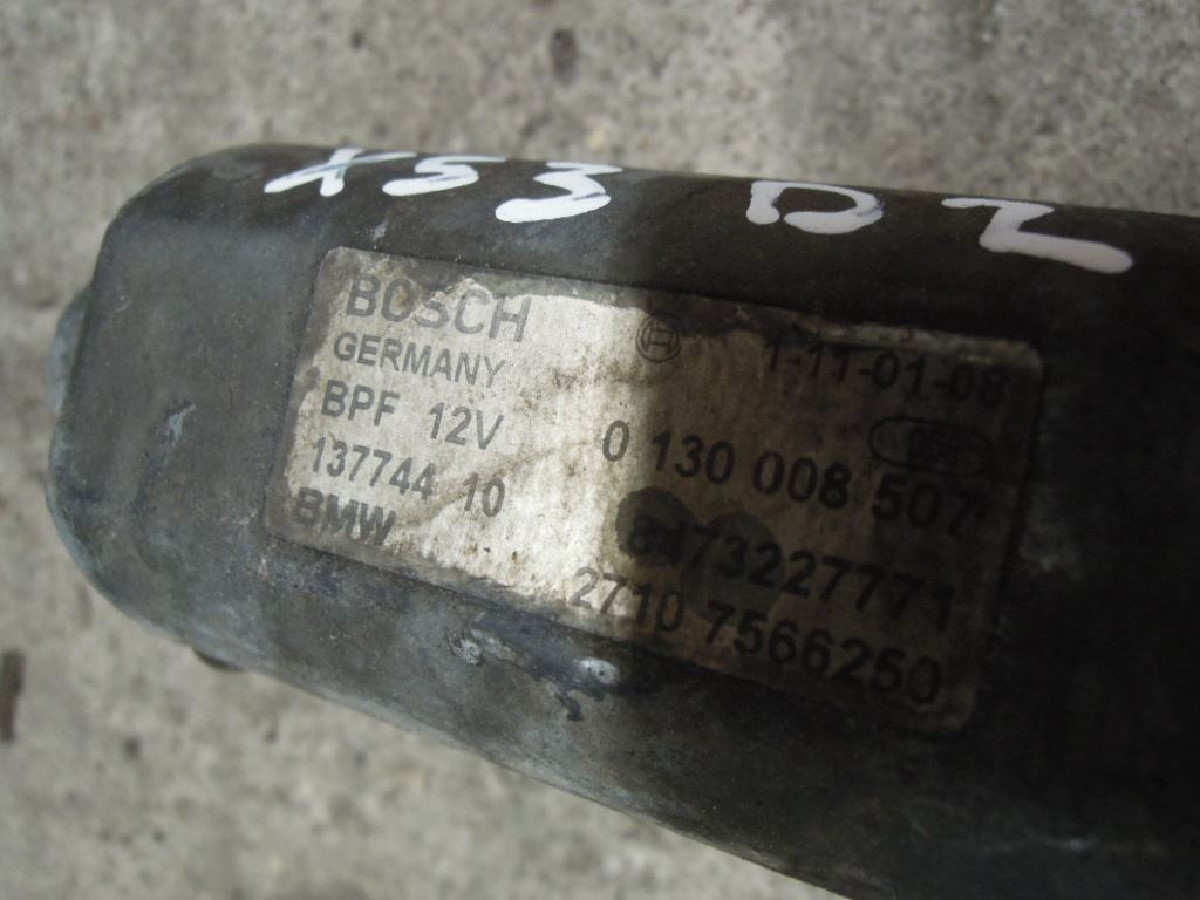 X53 D2
BOSCH
1-11-01-08
GERMANY
BPF 12V
0 130 008 507
137744 10
7322777 1
BMW
2710 7566250